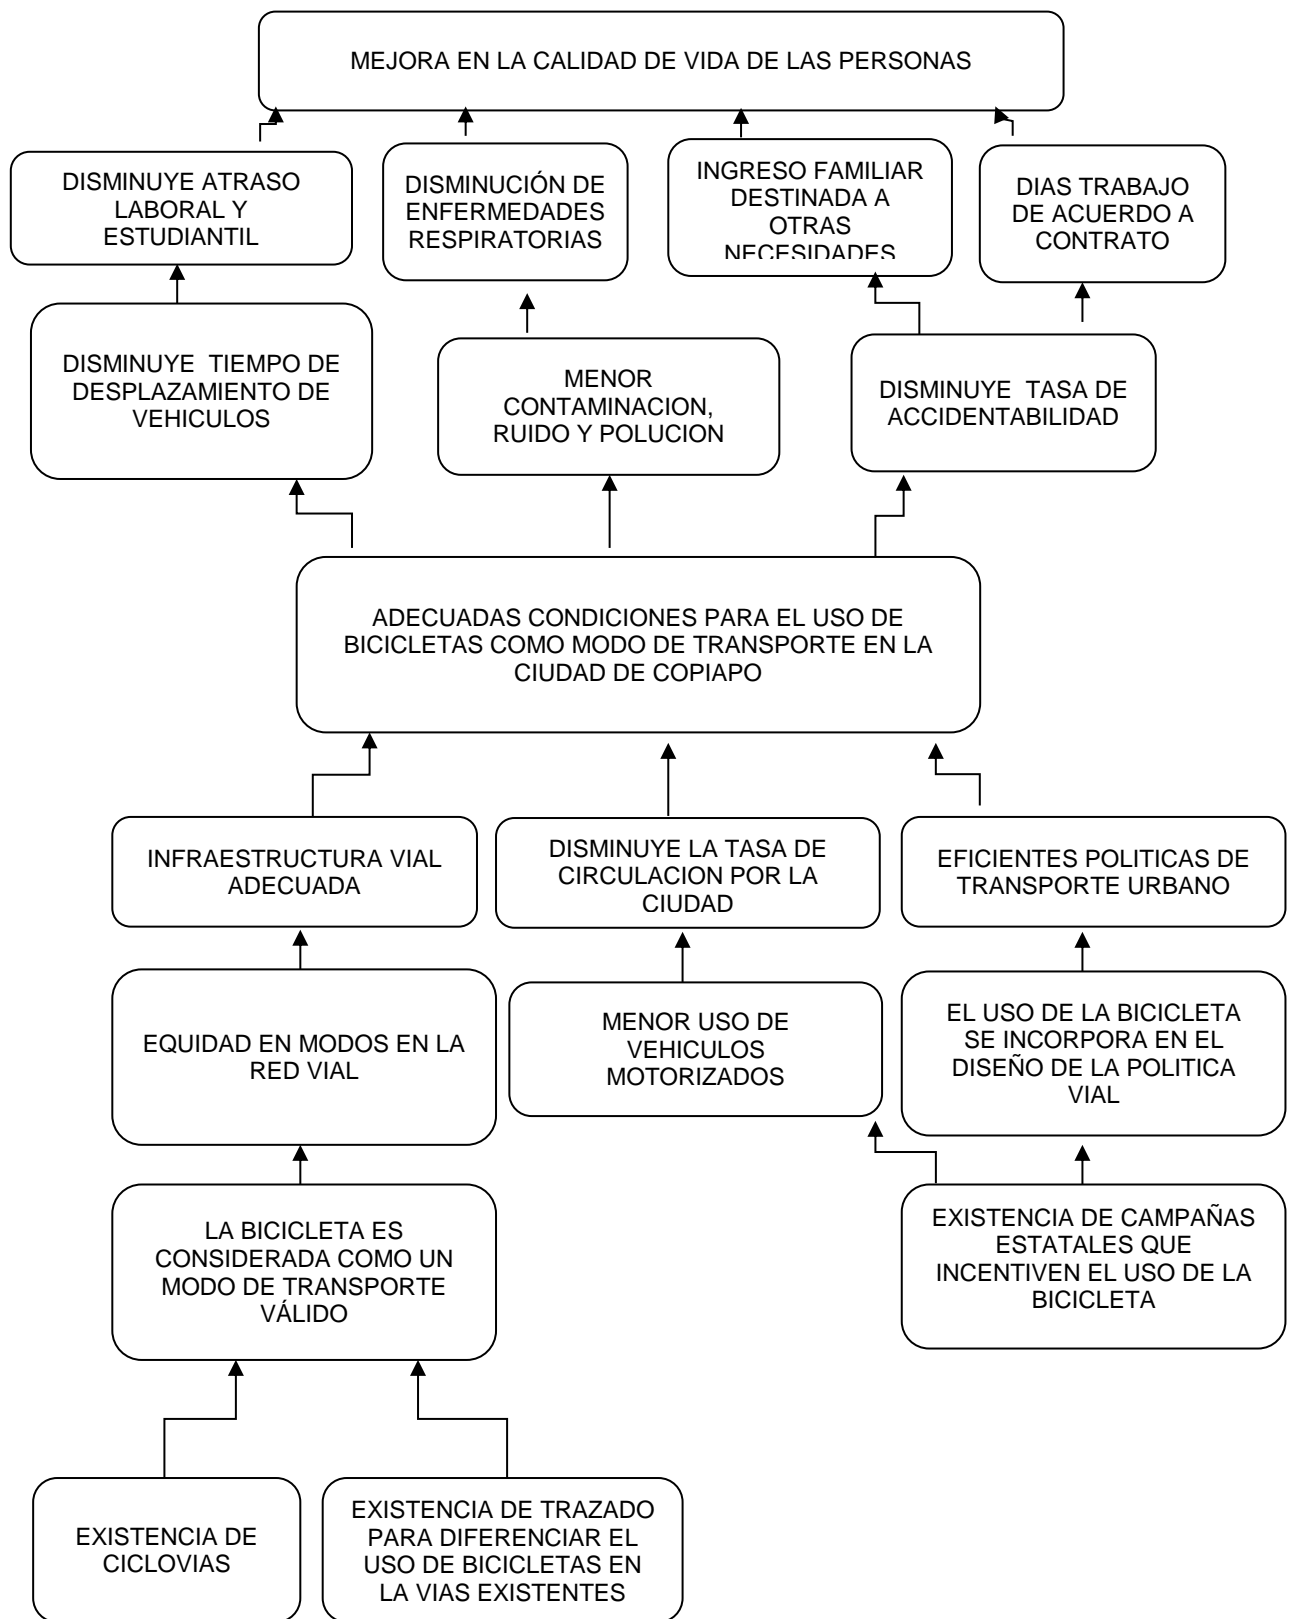 MEJORA EN LA CALIDAD DE VIDA DE LAS PERSONAS
DISMINUYE ATRASO
LABORAL Y
ESTUDIANTIL
DISMINUCIÓN DE
ENFERMEDADES
RESPIRATORIAS
INGRESO FAMILIAR
DESTINADA A
OTRAS
NECESIDADES
DIAS TRABAJO
DE ACUERDO A
CONTRATO
DISMINUYE TIEMPO DE
DESPLAZAMIENTO DE
VEHICULOS
MENOR
CONTAMINACION,
RUIDO Y POLUCION
DISMINUYE TASA DE
ACCIDENTABILIDAD
ADECUADAS CONDICIONES PARA EL USO DE
BICICLETAS COMO MODO DE TRANSPORTE EN LA
CIUDAD DE COPIAPO
INFRAESTRUCTURA VIAL
ADECUADA
DISMINUYE LA TASA DE
CIRCULACION POR LA
CIUDAD
EFICIENTES POLITICAS DE
TRANSPORTE URBANO
EQUIDAD EN MODOS EN LA
RED VIAL
MENOR USO DE
VEHICULOS
MOTORIZADOS
EL USO DE LA BICICLETA
SE INCORPORA EN EL
DISEÑO DE LA POLITICA
VIAL
LA BICICLETA ES
CONSIDERADA COMO UN
MODO DE TRANSPORTE
VÁLIDO
EXISTENCIA DE CAMPAÑAS
ESTATALES QUE
INCENTIVEN EL USO DE LA
BICICLETA
EXISTENCIA DE
CICLOVIAS
EXISTENCIA DE TRAZADO
PARA DIFERENCIAR EL
USO DE BICICLETAS EN
LA VIAS EXISTENTES